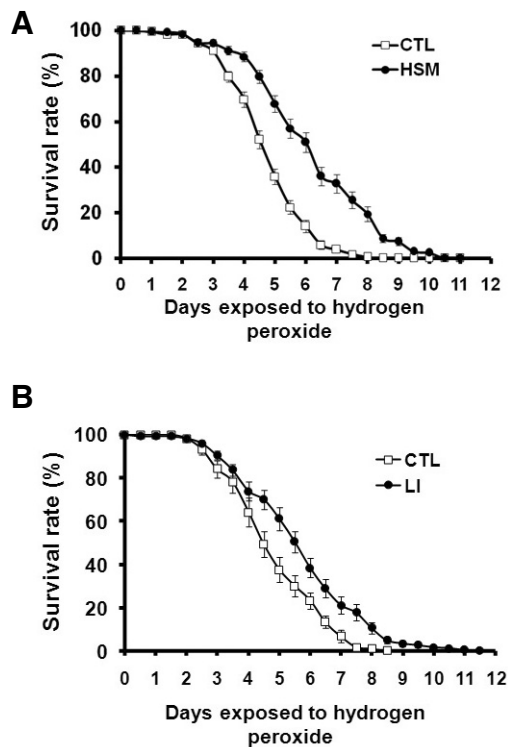 A
100
80
60
40
20
0
Survival rate (%)
CTL
HSM
0 1 2 3 4 5 6 7 8 9 10 11 12
Days exposed to hydrogen
peroxide
B
100
80
60
40
20
0
Survival rate (%)
CTL
LI
0 1 2 3 4 5 6 7 8 9 10 11 12
Days exposed to hydrogen
peroxide